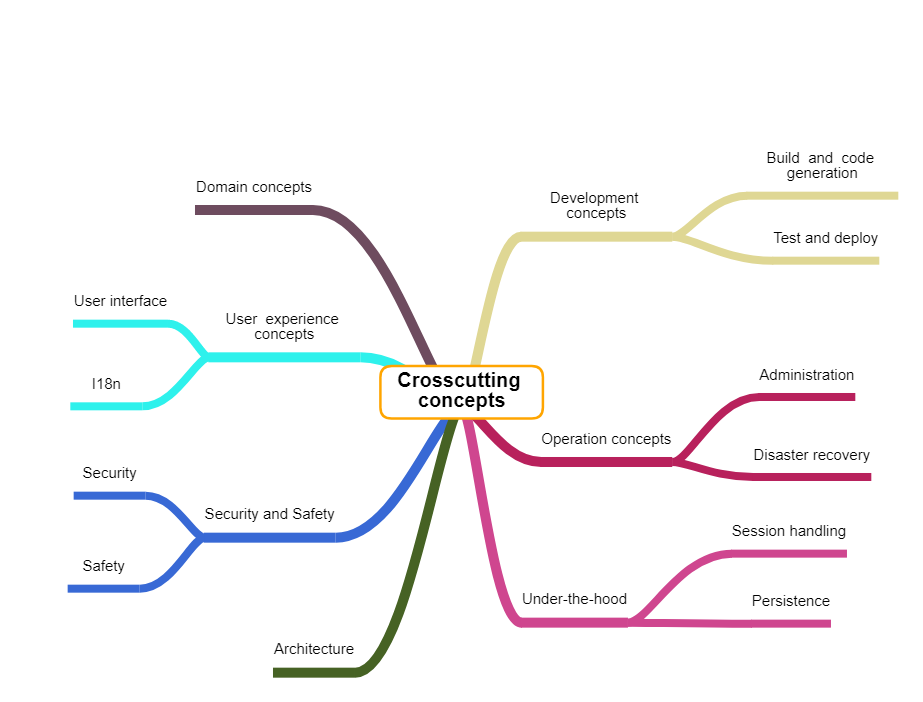 Crosscutting
concepts
Domain concepts
User experience
concepts
User interface
I18n
Security and Safety
Security
Safety
Architecture
Development
concepts
Build and code
generation
Test and deploy
Operation concepts
Administration
Disaster recovery
Under-the-hood
Session handling
Persistence